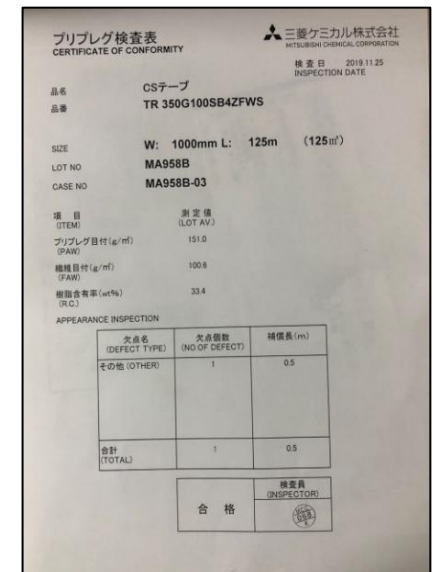 プリプレグ検査表
CERTIFICATE OF CONFORMITY
三菱ケミカル株式会社
MITSUBISHI CHEMICAL CORPORATION
検査日 2019.11.25
INSPECTION DATE
品名 CSテープ
品番 TR 350G100SB4ZFWS
SIZE W: 1000mm L: 125m (125㎡)
LOT NO MA958B
CASE NO MA958B-03
項目 測定値
(ITEM) (LOT AV.)
プリプレグ目付(g/㎡) 151.0
(PAW)
繊維目付(g/㎡) 100.6
(FAW)
樹脂含有率(wt%) 33.4
(R.C.)
APPEARANCE INSPECTION
欠点名 欠点個数 補償長(m)
(DEFECT TYPE) (NO.OF DEFECT)
その他 (OTHER) 1 0.5
合計 1 0.5
(TOTAL)
合格 検査員
(INSPECTOR)